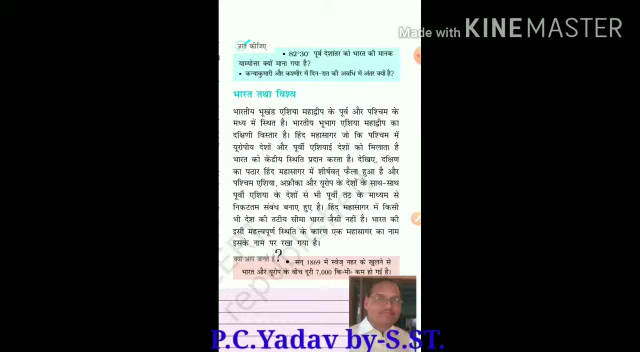 Made with KINEMASTER
ज्ञात कीजिए
• 82°30' पूर्व देशांतर को भारत की मानक
याम्योत्तर क्यों माना गया है?
• कन्याकुमारी और कश्मीर में दिन-रात की अवधि में अंतर क्यों है?
भारत तथा विश्व
भारतीय भूखंड एशिया महाद्वीप के पूर्व और पश्चिम के
मध्य में स्थित है। भारतीय भूभाग एशिया महाद्वीप का
दक्षिणी विस्तार है। हिंद महासागर जो कि पश्चिम में
यूरोपीय देशों और पूर्वी एशियाई देशों को मिलाता है
भारत को केंद्रीय स्थिति प्रदान करता है। देखिए, दक्षिण
का पठार हिंद महासागर में शीर्षवत् फैला हुआ है और
पश्चिम एशिया, अफ्रीका और यूरोप के देशों के साथ-साथ
पूर्वी एशिया के देशों से भी पूर्वी तट के माध्यम से
निकटतम संबंध बनाए हुए है। हिंद महासागर में किसी
भी देश की तटीय सीमा भारत जैसी नहीं है। भारत की
इसी महत्त्वपूर्ण स्थिति के कारण एक महासागर का नाम
इसके नाम पर रखा गया है।
क्या आप जानते हैं?
• सन् 1869 में स्वेज नहर के खुलने से
भारत और यूरोप के बीच दूरी 7,000 कि॰मी॰ कम हो गई है।
P.C.Yadav by-S.ST.